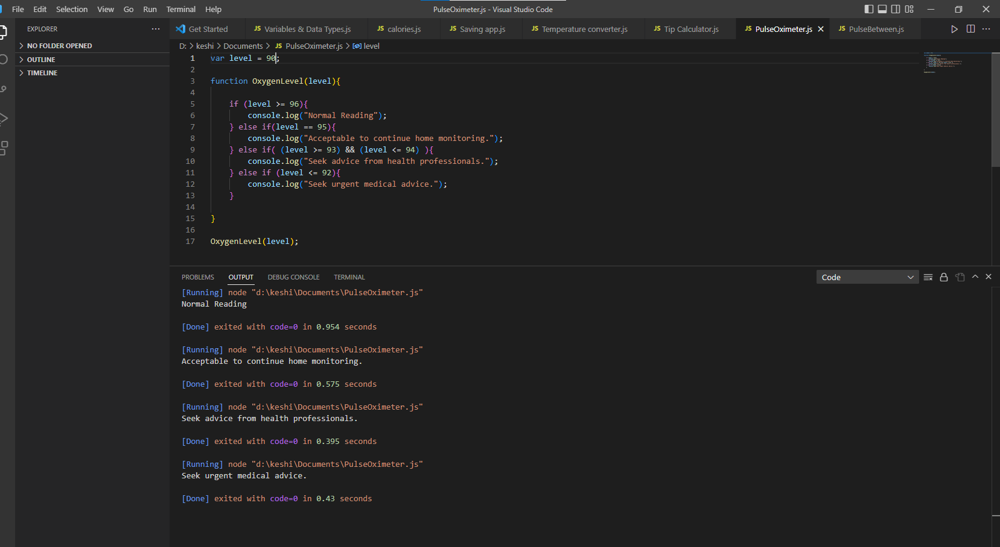 File Edit Selection View Go Run Terminal Help PulseOximeter.js - Visual Studio Code
EXPLORER
NO FOLDER OPENED
OUTLINE
TIMELINE
Get Started JS Variables & Data Types.js JS calories.js JS Saving app.js JS Temperature converter.js JS Tip Calculator.js JS PulseOximeter.js JS PulseBetween.js
D: > keshi > Documents > JS PulseOximeter.js > level
1 var level = 90;
2
3 function OxygenLevel(level){
4
5 if (level >= 96){
6 console.log("Normal Reading");
7 } else if(level == 95){
8 console.log("Acceptable to continue home monitoring.");
9 } else if( (level >= 93) && (level <= 94) ){
10 console.log("Seek advice from health professionals.");
11 } else if (level <= 92){
12 console.log("Seek urgent medical advice.");
13 }
14
15 }
16
17 OxygenLevel(level);
PROBLEMS OUTPUT DEBUG CONSOLE TERMINAL Code
[Running] node "d:\keshi\Documents\PulseOximeter.js"
Normal Reading
[Done] exited with code=0 in 0.954 seconds
[Running] node "d:\keshi\Documents\PulseOximeter.js"
Acceptable to continue home monitoring.
[Done] exited with code=0 in 0.575 seconds
[Running] node "d:\keshi\Documents\PulseOximeter.js"
Seek advice from health professionals.
[Done] exited with code=0 in 0.395 seconds
[Running] node "d:\keshi\Documents\PulseOximeter.js"
Seek urgent medical advice.
[Done] exited with code=0 in 0.43 seconds